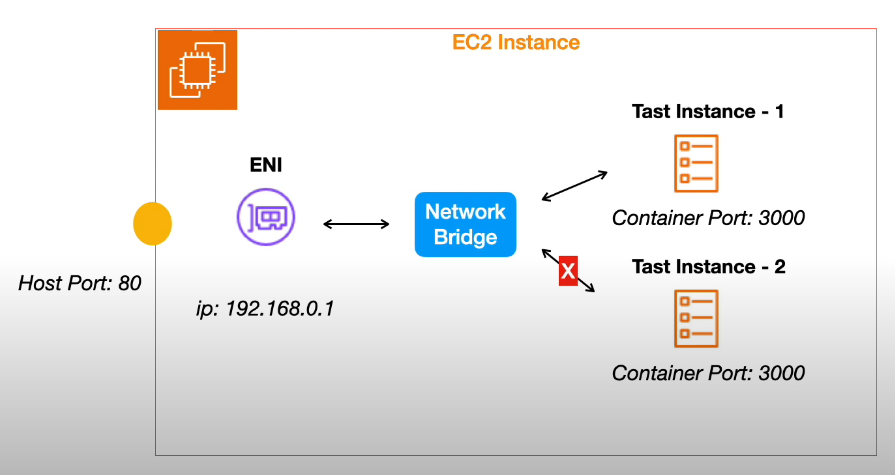 EC2 Instance
Tast Instance - 1
ENI
Container Port: 3000
Network
Bridge
Tast Instance - 2
X
Host Port: 80
ip: 192.168.0.1
Container Port: 3000